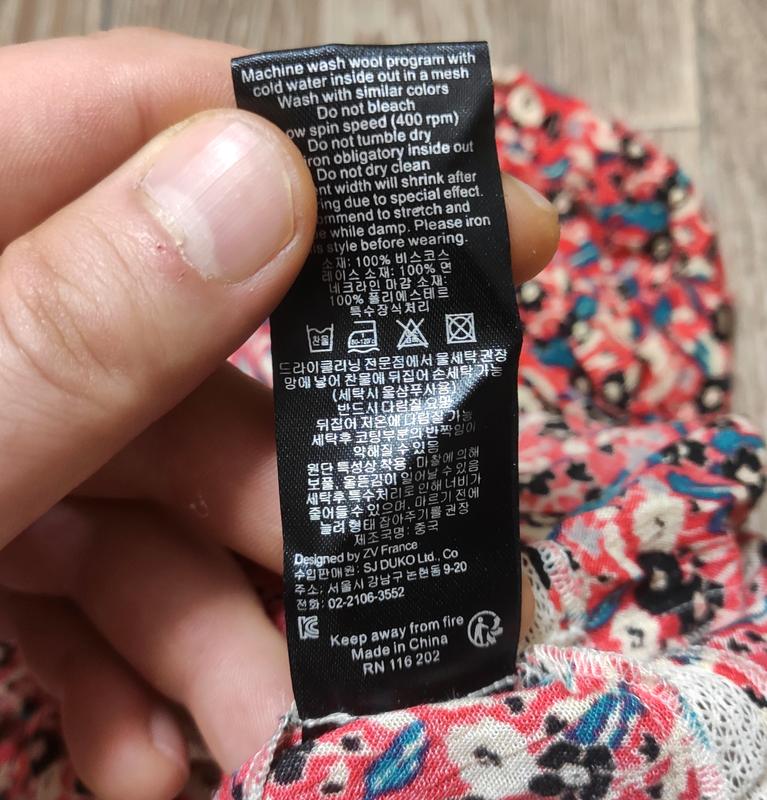 Machine wash wool program with
cold water inside out in a mesh
Wash with similar colors
Do not bleach
ow spin speed (400 rpm)
Do not tumble dry
iron obligatory inside out
Do not dry clean
ent width will shrink after
ring due to special effect.
ommend to stretch and
e while damp. Please iron
is style before wearing.
소재: 100% 비스코스
레이스 소재: 100% 면
네크라인 마감 소재:
100% 폴리에스테르
특수장식처리
찬물 80-120℃
드라이클리닝 전문점에서 울세탁 권장
망에 넣어 찬물에 뒤집어 손세탁 가능
(세탁시 울샴푸사용)
반드시 다림질 요망
뒤집어 저온에 다림질 가능
세탁후 코팅부분의 반짝임이
약해질 수 있음
원단 특성상 착용, 마찰에 의해
보풀, 올뜯김이 일어날 수 있음
세탁후 특수처리로 인해 너비가
줄어들 수 있으며, 마르기 전에
늘려 형태 잡아주기를 권장
제조국명: 중국
Designed by ZV France
수입판매원: SJ DUKO Ltd., Co
주소: 서울시 강남구 논현동 9-20
전화: 02-2106-3552
Keep away from fire
Made in China
RN 116 202